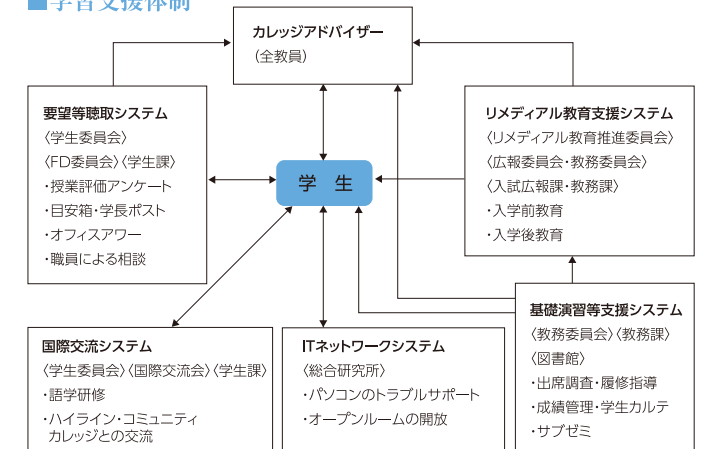 ■学習支援体制
カレッジアドバイザー
(全教員)
要望等聴取システム
〈学生委員会〉
〈FD委員会〉〈学生課〉
・授業評価アンケート
・目安箱・学長ポスト
・オフィスアワー
・職員による相談
リメディアル教育支援システム
〈リメディアル教育推進委員会〉
〈広報委員会・教務委員会〉
〈入試広報課・教務課〉
・入学前教育
・入学後教育
学 生
国際交流システム
〈学生委員会〉〈国際交流会〉〈学生課〉
・語学研修
・ハイライン・コミュニティ
カレッジとの交流
ITネットワークシステム
〈総合研究所〉
・パソコンのトラブルサポート
・オープンルームの開放
基礎演習等支援システム
〈教務委員会〉〈教務課〉
〈図書館〉
・出席調査・履修指導
・成績管理・学生カルテ
・サブゼミ